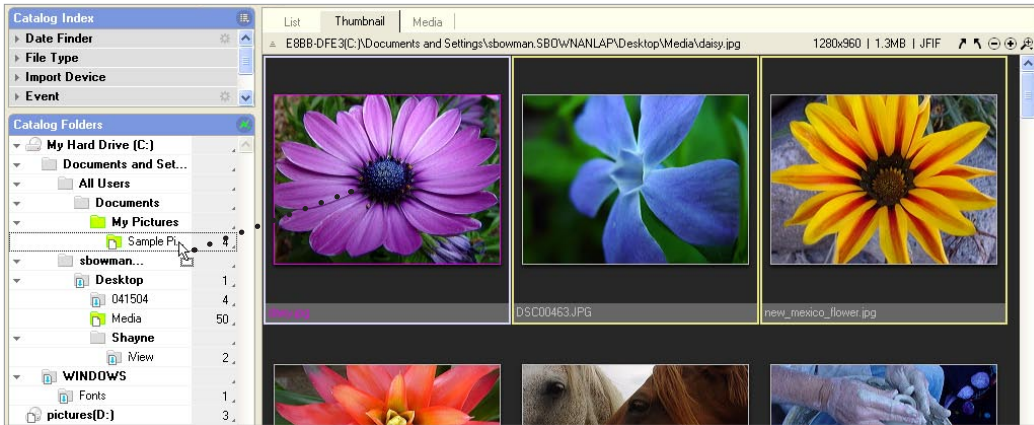 Catalog Index
Date Finder
File Type
Import Device
Event
Catalog Folders
My Hard Drive (C:)
Documents and Set...
All Users
Documents
My Pictures
Sample Pi
sbowman...
Desktop 1
041504 4
Media 50
Shayne
iView 2
WINDOWS
Fonts 1
pictures(D:) 3
List Thumbnail Media
E8BB-DFE3(C:)\Documents and Settings\sbowman.SBOWNANLAP\Desktop\Media\daisy.jpg 1280x960 | 1.3MB | JFIF
daisy.jpg DSC00463.JPG new_mexico_flower.jpg